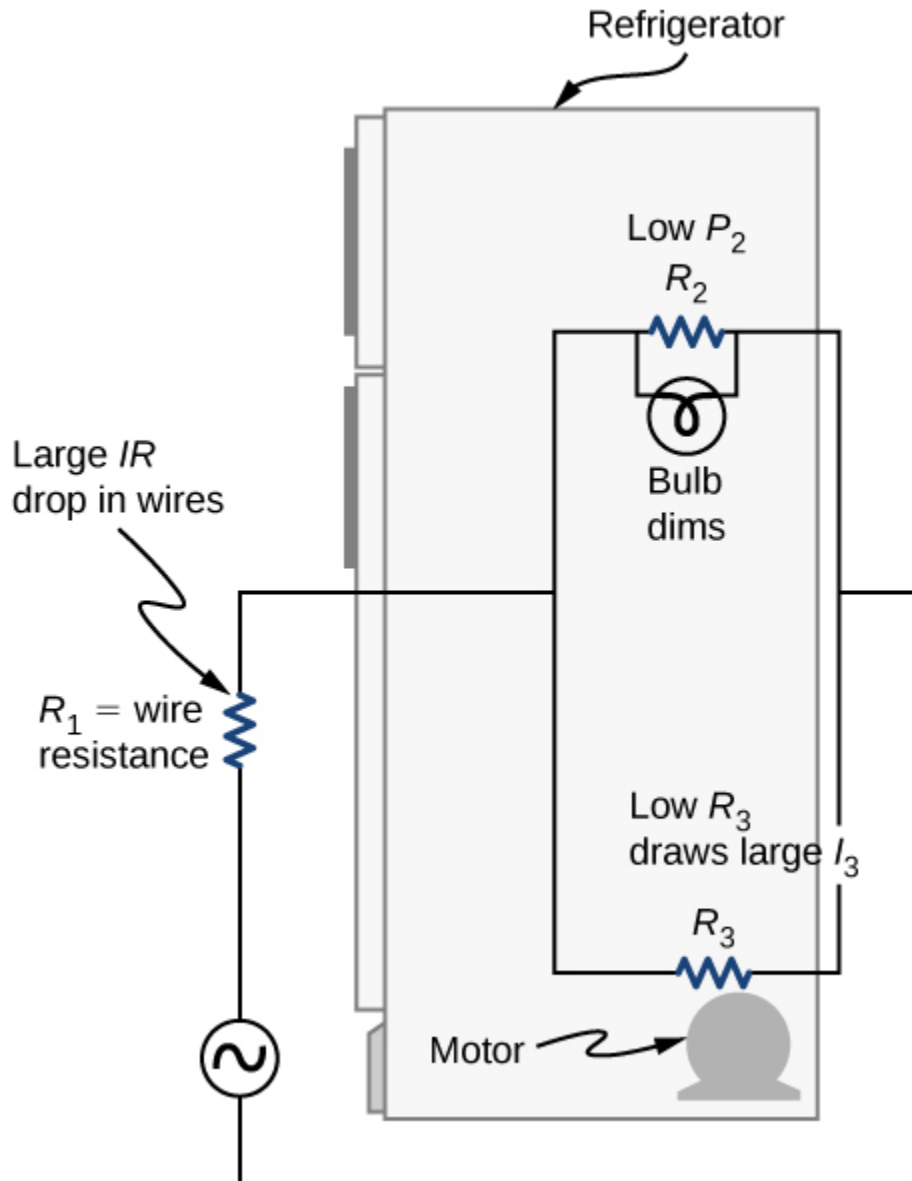 Refrigerator
Low P₂
R₂
Bulb
dims
Large IR
drop in wires
R₁ = wire
resistance
Low R₃
draws large I₃
R₃
Motor